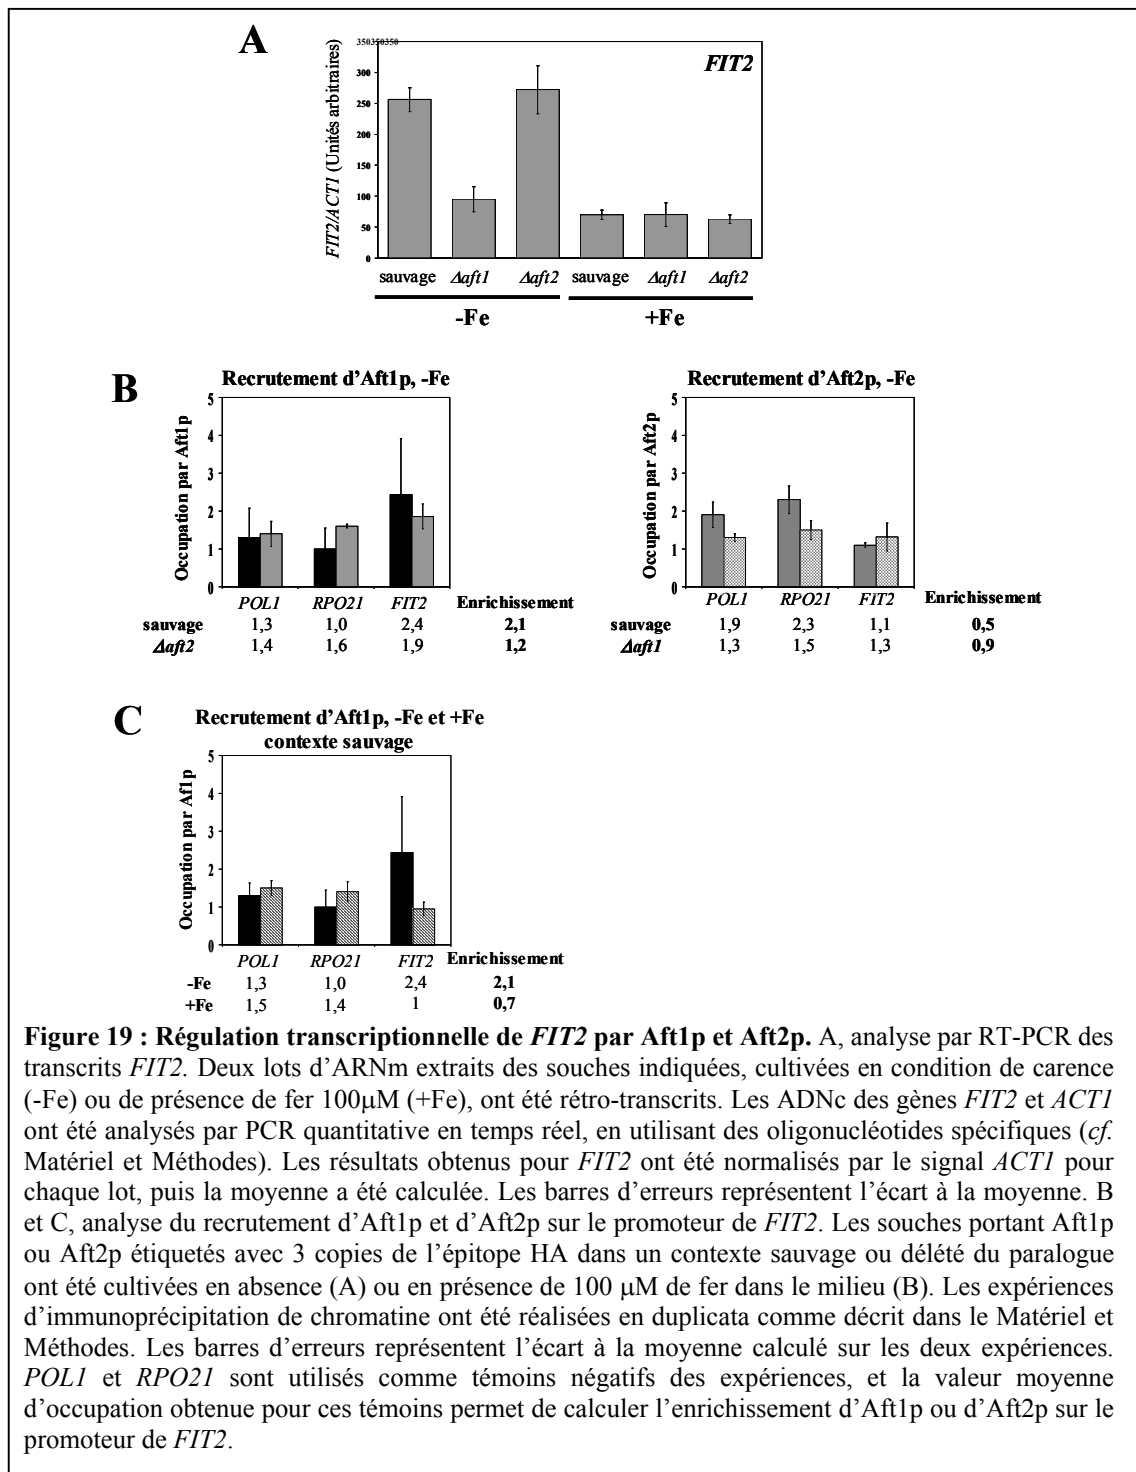 A
FIT2
FIT2/ACT1 (Unités arbitraires)
350350350
300
250
200
150
100
50
0
sauvage Δaft1 Δaft2 sauvage Δaft1 Δaft2
-Fe +Fe
B
Recrutement d'Aft1p, -Fe
Occupation par Aft1p
5
4
3
2
1
0
POL1 RPO21 FIT2 Enrichissement
sauvage 1,3 1,0 2,4 2,1
Δaft2 1,4 1,6 1,9 1,2
Recrutement d'Aft2p, -Fe
Occupation par Aft2p
5
4
3
2
1
0
POL1 RPO21 FIT2 Enrichissement
sauvage 1,9 2,3 1,1 0,5
Δaft1 1,3 1,5 1,3 0,9
C
Recrutement d'Aft1p, -Fe et +Fe
contexte sauvage
Occupation par Af1p
5
4
3
2
1
0
POL1 RPO21 FIT2 Enrichissement
-Fe 1,3 1,0 2,4 2,1
+Fe 1,5 1,4 1 0,7
Figure 19 : Régulation transcriptionnelle de FIT2 par Aft1p et Aft2p. A, analyse par RT-PCR des
transcrits FIT2. Deux lots d'ARNm extraits des souches indiquées, cultivées en condition de carence
(-Fe) ou de présence de fer 100μM (+Fe), ont été rétro-transcrits. Les ADNc des gènes FIT2 et ACT1
ont été analysés par PCR quantitative en temps réel, en utilisant des oligonucléotides spécifiques (cf.
Matériel et Méthodes). Les résultats obtenus pour FIT2 ont été normalisés par le signal ACT1 pour
chaque lot, puis la moyenne a été calculée. Les barres d'erreurs représentent l'écart à la moyenne. B
et C, analyse du recrutement d'Aft1p et d'Aft2p sur le promoteur de FIT2. Les souches portant Aft1p
ou Aft2p étiquetés avec 3 copies de l'épitope HA dans un contexte sauvage ou délété du paralogue
ont été cultivées en absence (A) ou en présence de 100 μM de fer dans le milieu (B). Les expériences
d'immunoprécipitation de chromatine ont été réalisées en duplicata comme décrit dans le Matériel et
Méthodes. Les barres d'erreurs représentent l'écart à la moyenne calculé sur les deux expériences.
POL1 et RPO21 sont utilisés comme témoins négatifs des expériences, et la valeur moyenne
d'occupation obtenue pour ces témoins permet de calculer l'enrichissement d'Aft1p ou d'Aft2p sur le
promoteur de FIT2.